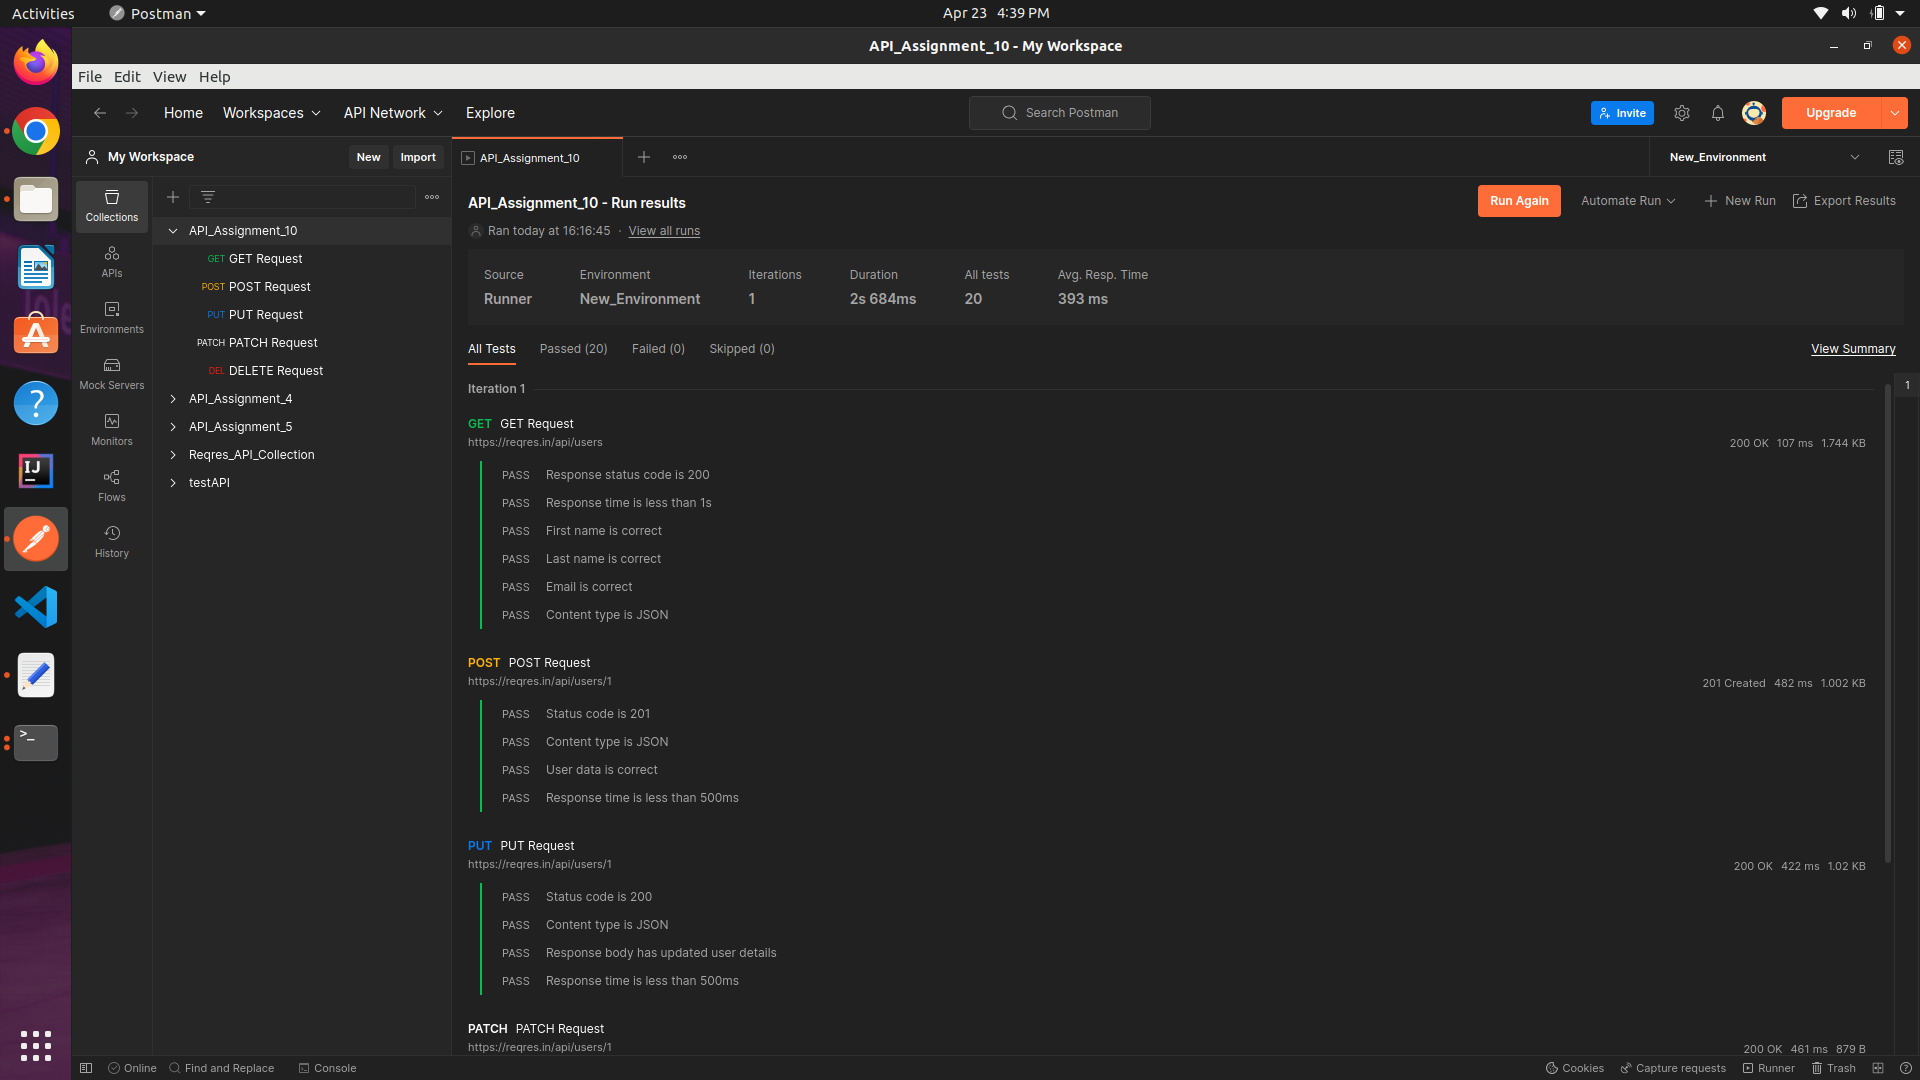 Activities Postman Apr 23 4:39 PM
API_Assignment_10 - My Workspace
File Edit View Help
Home Workspaces API Network Explore Search Postman Invite Upgrade
My Workspace New Import API_Assignment_10 New_Environment
Collections
APIs
Environments
Mock Servers
Monitors
Flows
History
API_Assignment_10
GET GET Request
POST POST Request
PUT PUT Request
PATCH PATCH Request
DEL DELETE Request
API_Assignment_4
API_Assignment_5
Reqres_API_Collection
testAPI
API_Assignment_10 - Run results Run Again Automate Run New Run Export Results
Ran today at 16:16:45 · View all runs
Source Environment Iterations Duration All tests Avg. Resp. Time
Runner New_Environment 1 2s 684ms 20 393 ms
All Tests Passed (20) Failed (0) Skipped (0) View Summary
Iteration 1 1
GET GET Request
https://reqres.in/api/users 200 OK 107 ms 1.744 KB
PASS Response status code is 200
PASS Response time is less than 1s
PASS First name is correct
PASS Last name is correct
PASS Email is correct
PASS Content type is JSON
POST POST Request
https://reqres.in/api/users/1 201 Created 482 ms 1.002 KB
PASS Status code is 201
PASS Content type is JSON
PASS User data is correct
PASS Response time is less than 500ms
PUT PUT Request
https://reqres.in/api/users/1 200 OK 422 ms 1.02 KB
PASS Status code is 200
PASS Content type is JSON
PASS Response body has updated user details
PASS Response time is less than 500ms
PATCH PATCH Request
https://reqres.in/api/users/1 200 OK 461 ms 879 B
Online Find and Replace Console Cookies Capture requests Runner Trash